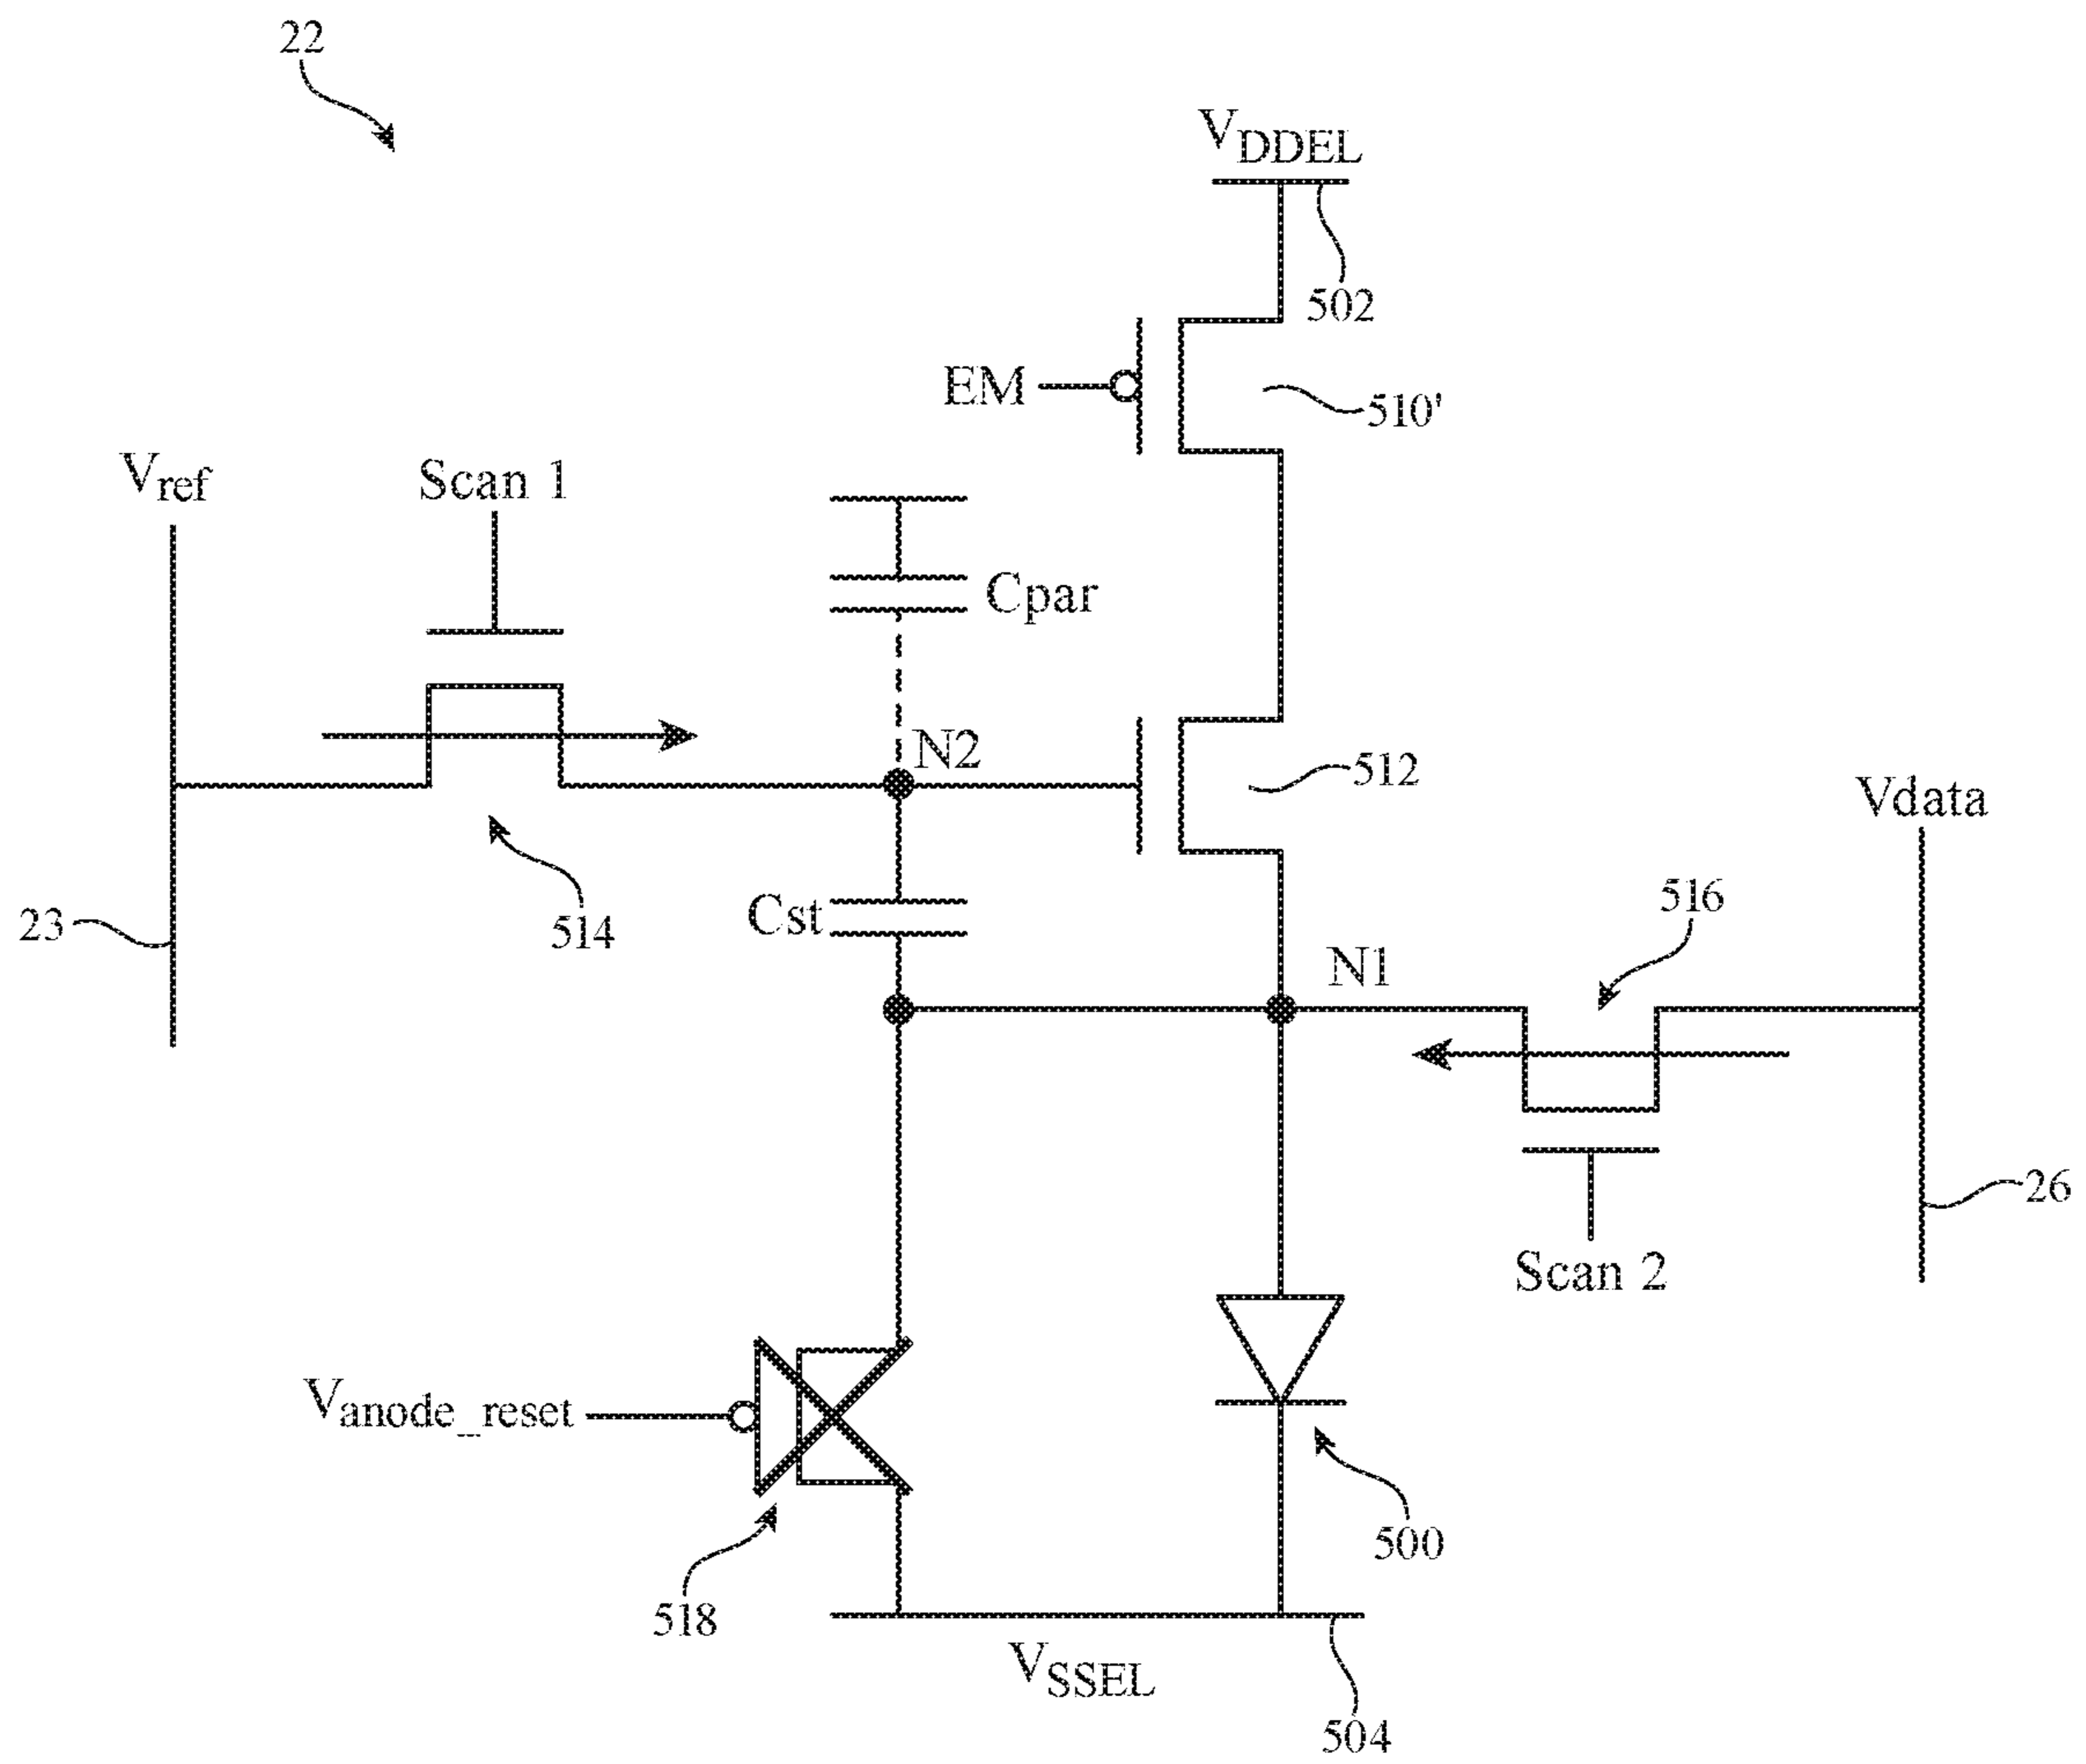 22
VDDEL
502
EM
510'
Vref
Scan 1
Cpar
N2
512
Vdata
516
23
514
Cst
N1
26
Scan 2
Vanode_reset
500
518
VSSEL
504